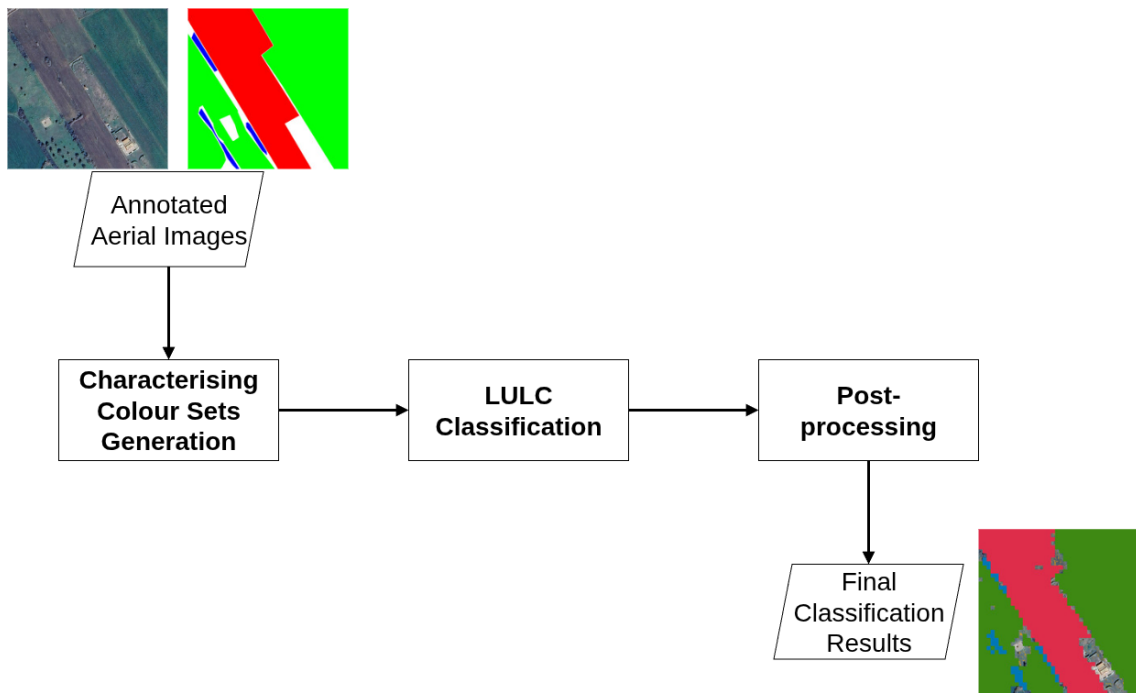 Annotated
Aerial Images
Characterising
Colour Sets
Generation
LULC
Classification
Post-
processing
Final
Classification
Results